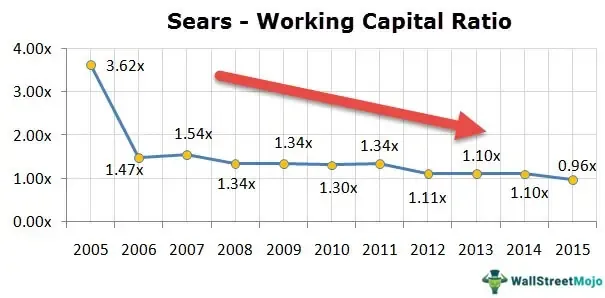 Sears - Working Capital Ratio
4.00x
3.00x
2.00x
1.00x
0.00x
3.62x
1.47x
1.54x
1.34x
1.34x
1.30x
1.34x
1.11x
1.10x
1.10x
0.96x
2005 2006 2007 2008 2009 2010 2011 2012 2013 2014 2015
WallStreetMojo